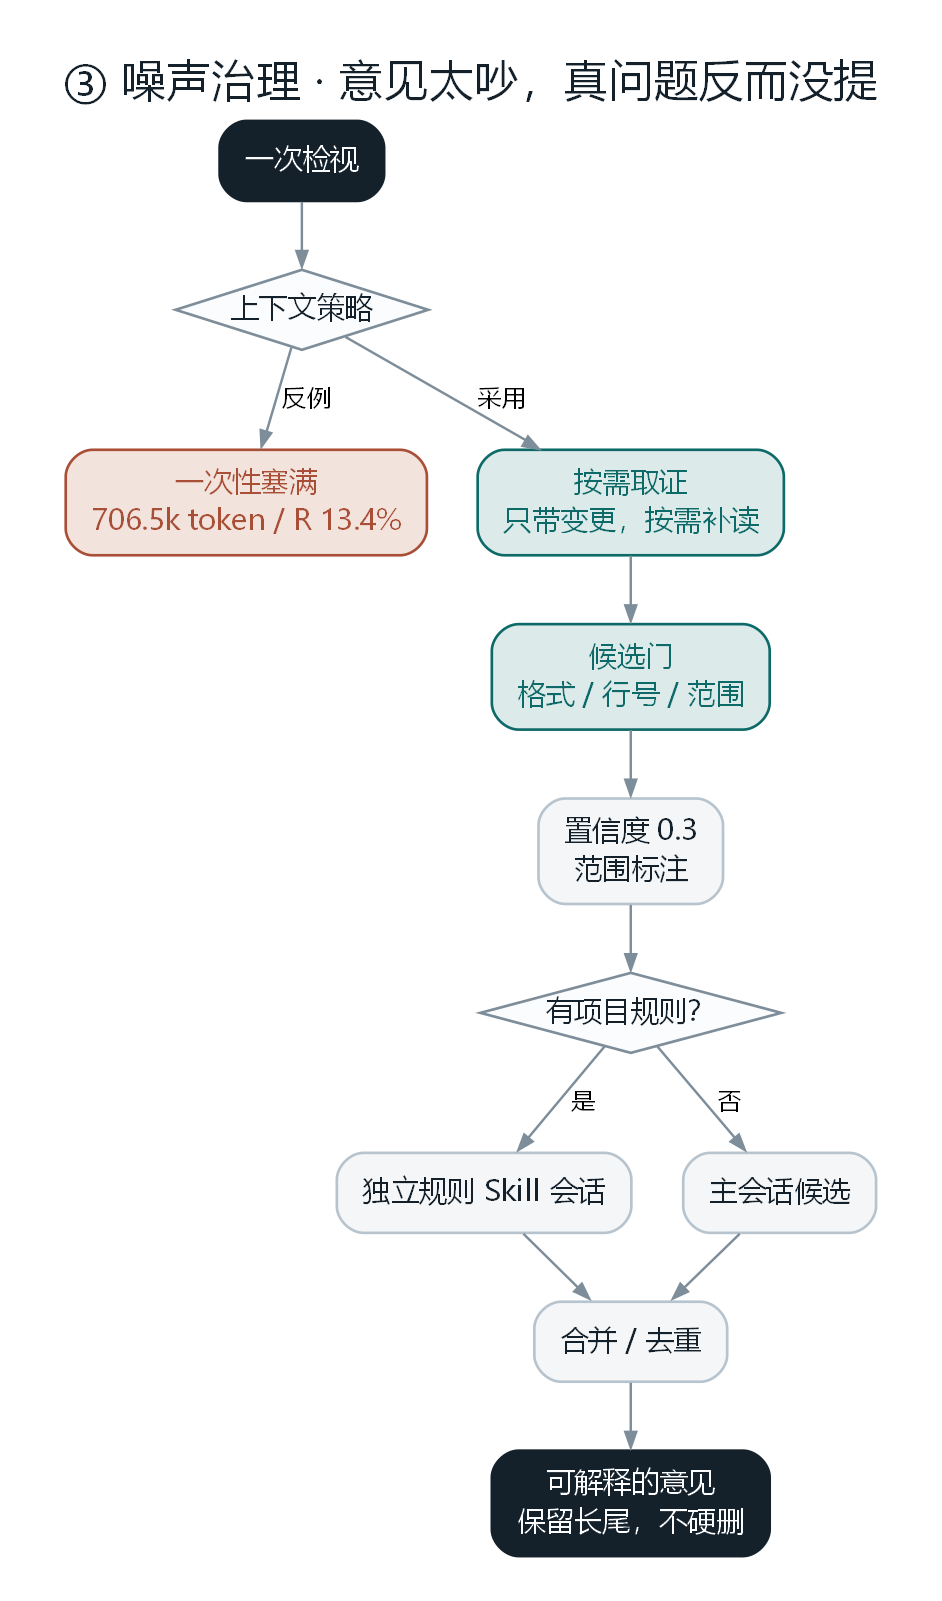 ③ 噪声治理 · 意见太吵，真问题反而没提
一次检视
上下文策略
反例
采用
一次性塞满
706.5k token / R 13.4%
按需取证
只带变更，按需补读
候选门
格式 / 行号 / 范围
置信度 0.3
范围标注
有项目规则?
是
否
独立规则 Skill 会话
主会话候选
合并 / 去重
可解释的意见
保留长尾，不硬删